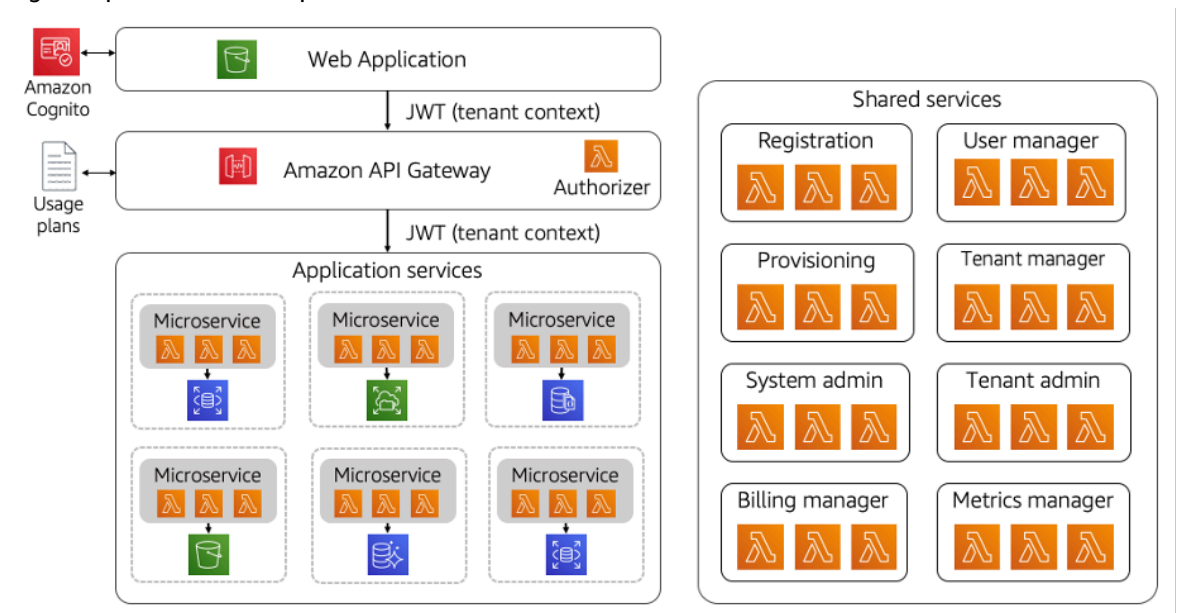 Web Application
Amazon
Cognito
JWT (tenant context)
Amazon API Gateway
Authorizer
Usage
plans
JWT (tenant context)
Application services
Microservice
Microservice
Microservice
Microservice
Microservice
Microservice
Shared services
Registration
User manager
Provisioning
Tenant manager
System admin
Tenant admin
Billing manager
Metrics manager